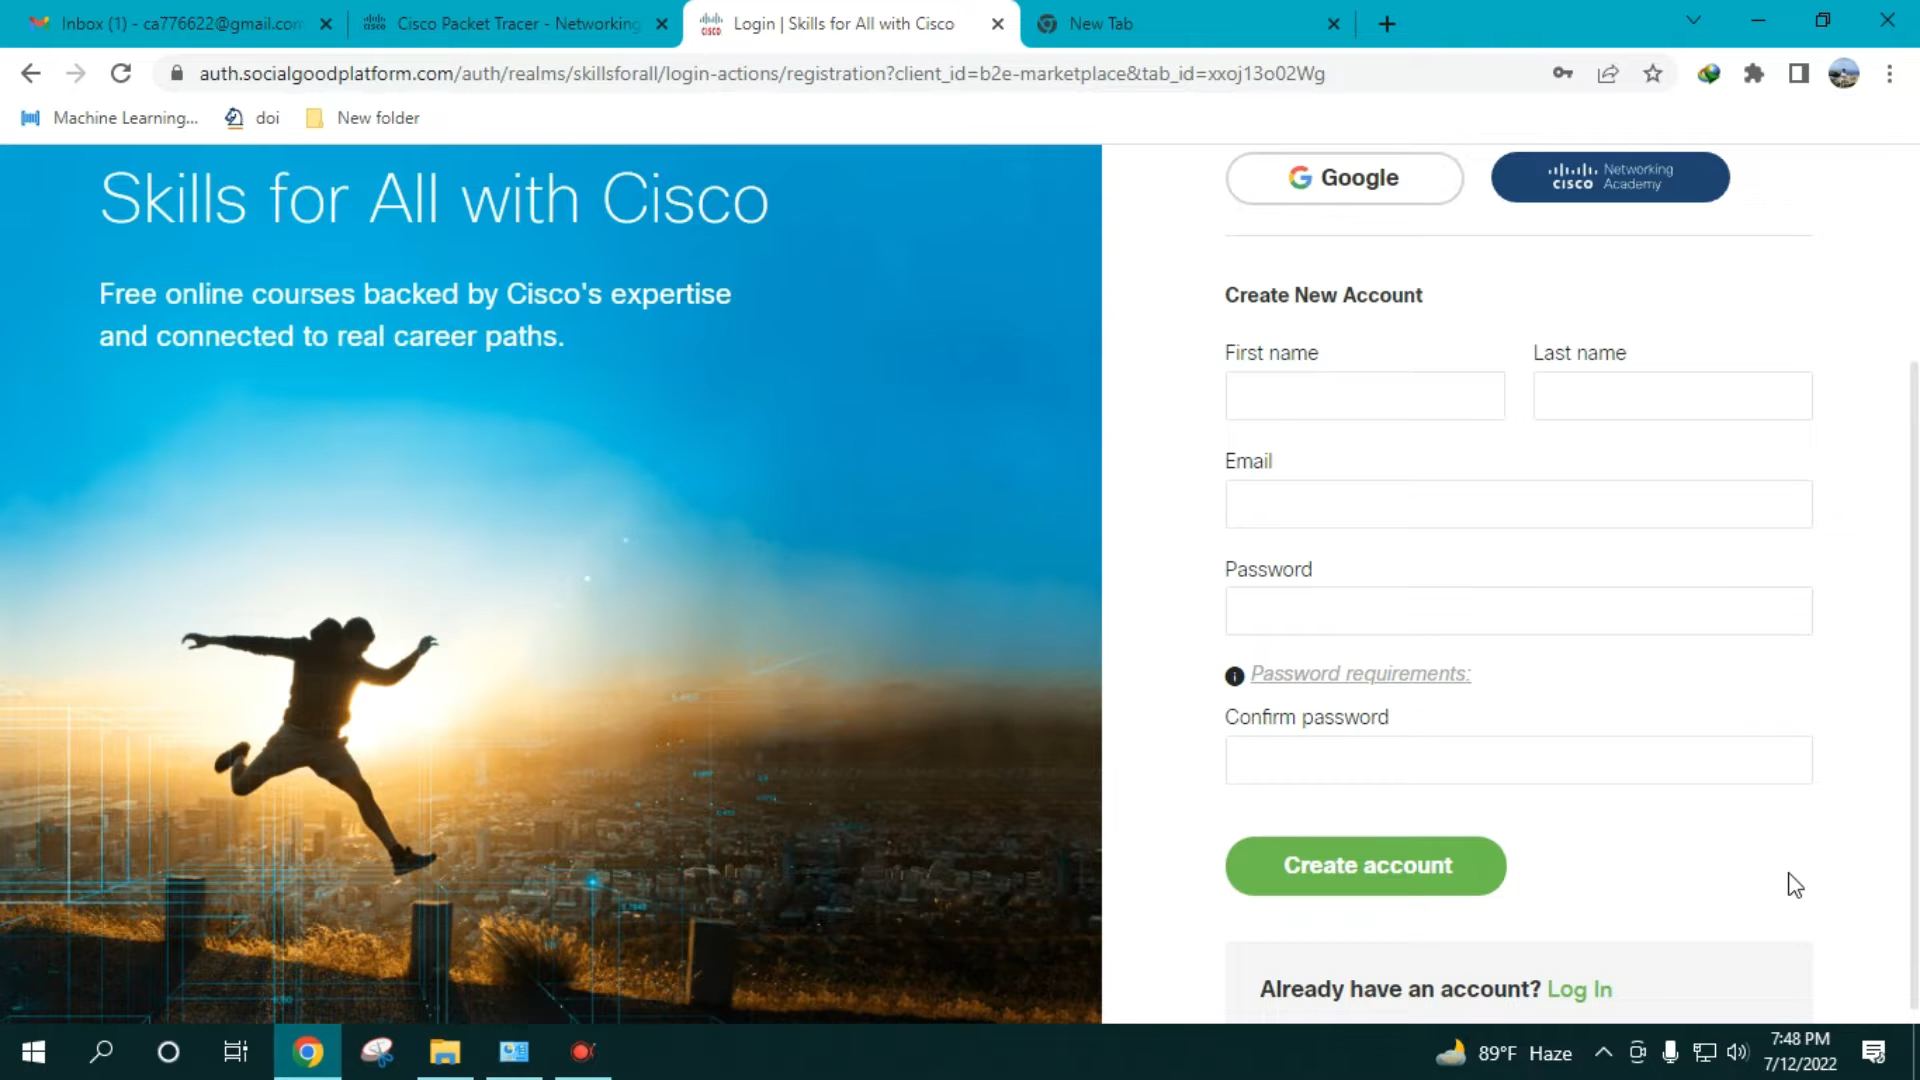 Inbox (1) - ca776622@gmail.com
Cisco Packet Tracer - Networking
Login | Skills for All with Cisco
New Tab
auth.socialgoodplatform.com/auth/realms/skillsforall/login-actions/registration?client_id=b2e-marketplace&tab_id=xxoj13o02Wg
Machine Learning...
doi
New folder
Skills for All with Cisco
Free online courses backed by Cisco's expertise
and connected to real career paths.
Google
CISCO Networking
Academy
Create New Account
First name
Last name
Email
Password
Password requirements:
Confirm password
Create account
Already have an account? Log In
89°F Haze
7:48 PM
7/12/2022